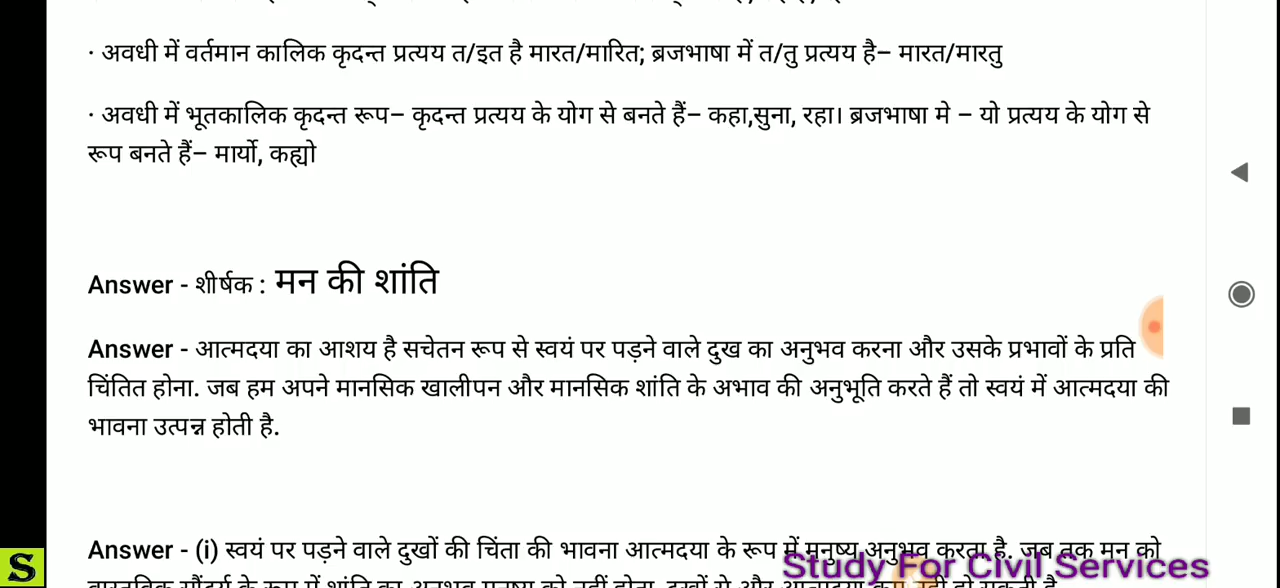 · अवधी में वर्तमान कालिक कृदन्त प्रत्यय त/इत है मारत/मारित; ब्रजभाषा में त/तु प्रत्यय है– मारत/मारतु
· अवधी में भूतकालिक कृदन्त रूप– कृदन्त प्रत्यय के योग से बनते हैं– कहा,सुना, रहा। ब्रजभाषा मे – यो प्रत्यय के योग से
रूप बनते हैं– मार्यो, कह्यो
Answer - शीर्षक : मन की शांति
Answer - आत्मदया का आशय है सचेतन रूप से स्वयं पर पड़ने वाले दुख का अनुभव करना और उसके प्रभावों के प्रति
चिंतित होना. जब हम अपने मानसिक खालीपन और मानसिक शांति के अभाव की अनुभूति करते हैं तो स्वयं में आत्मदया की
भावना उत्पन्न होती है.
Answer - (i) स्वयं पर पड़ने वाले दुखों की चिंता की भावना आत्मदया के रूप में मनुष्य अनुभव करता है. जब तक मन को
S
Study For Civil Services